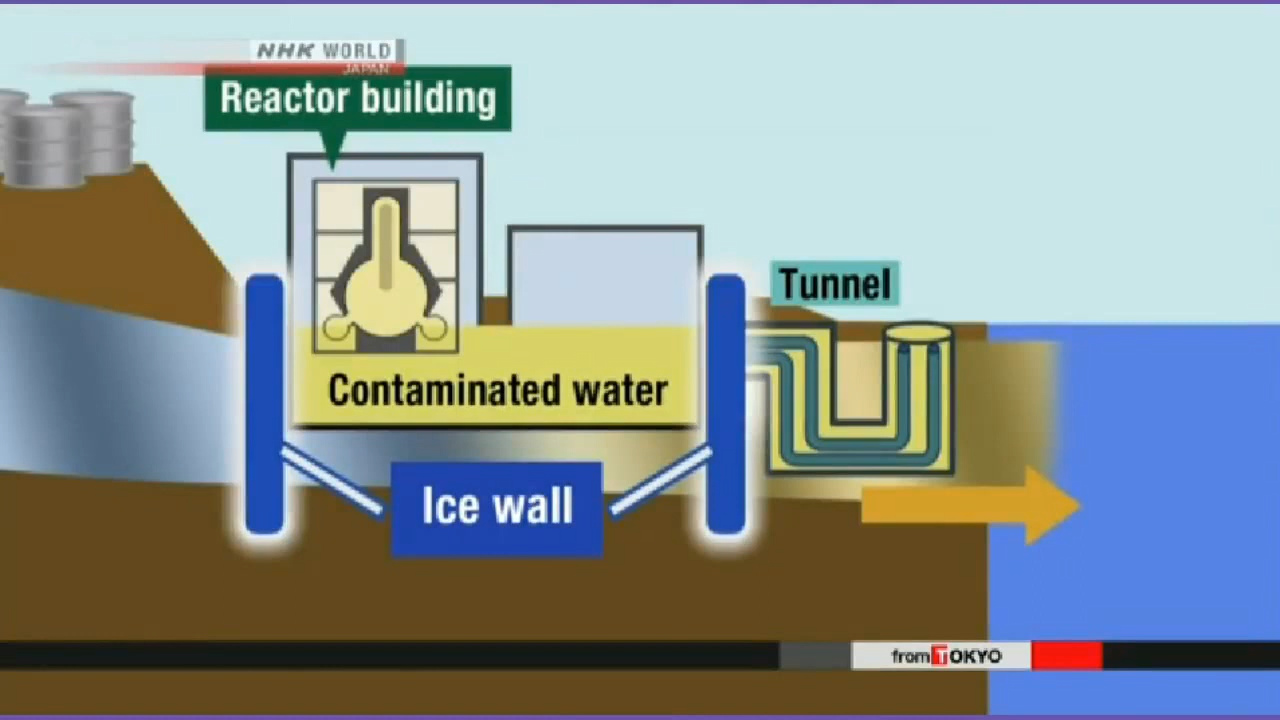 NHK WORLD
JAPAN
Reactor building
Tunnel
Contaminated water
Ice wall
from TOKYO